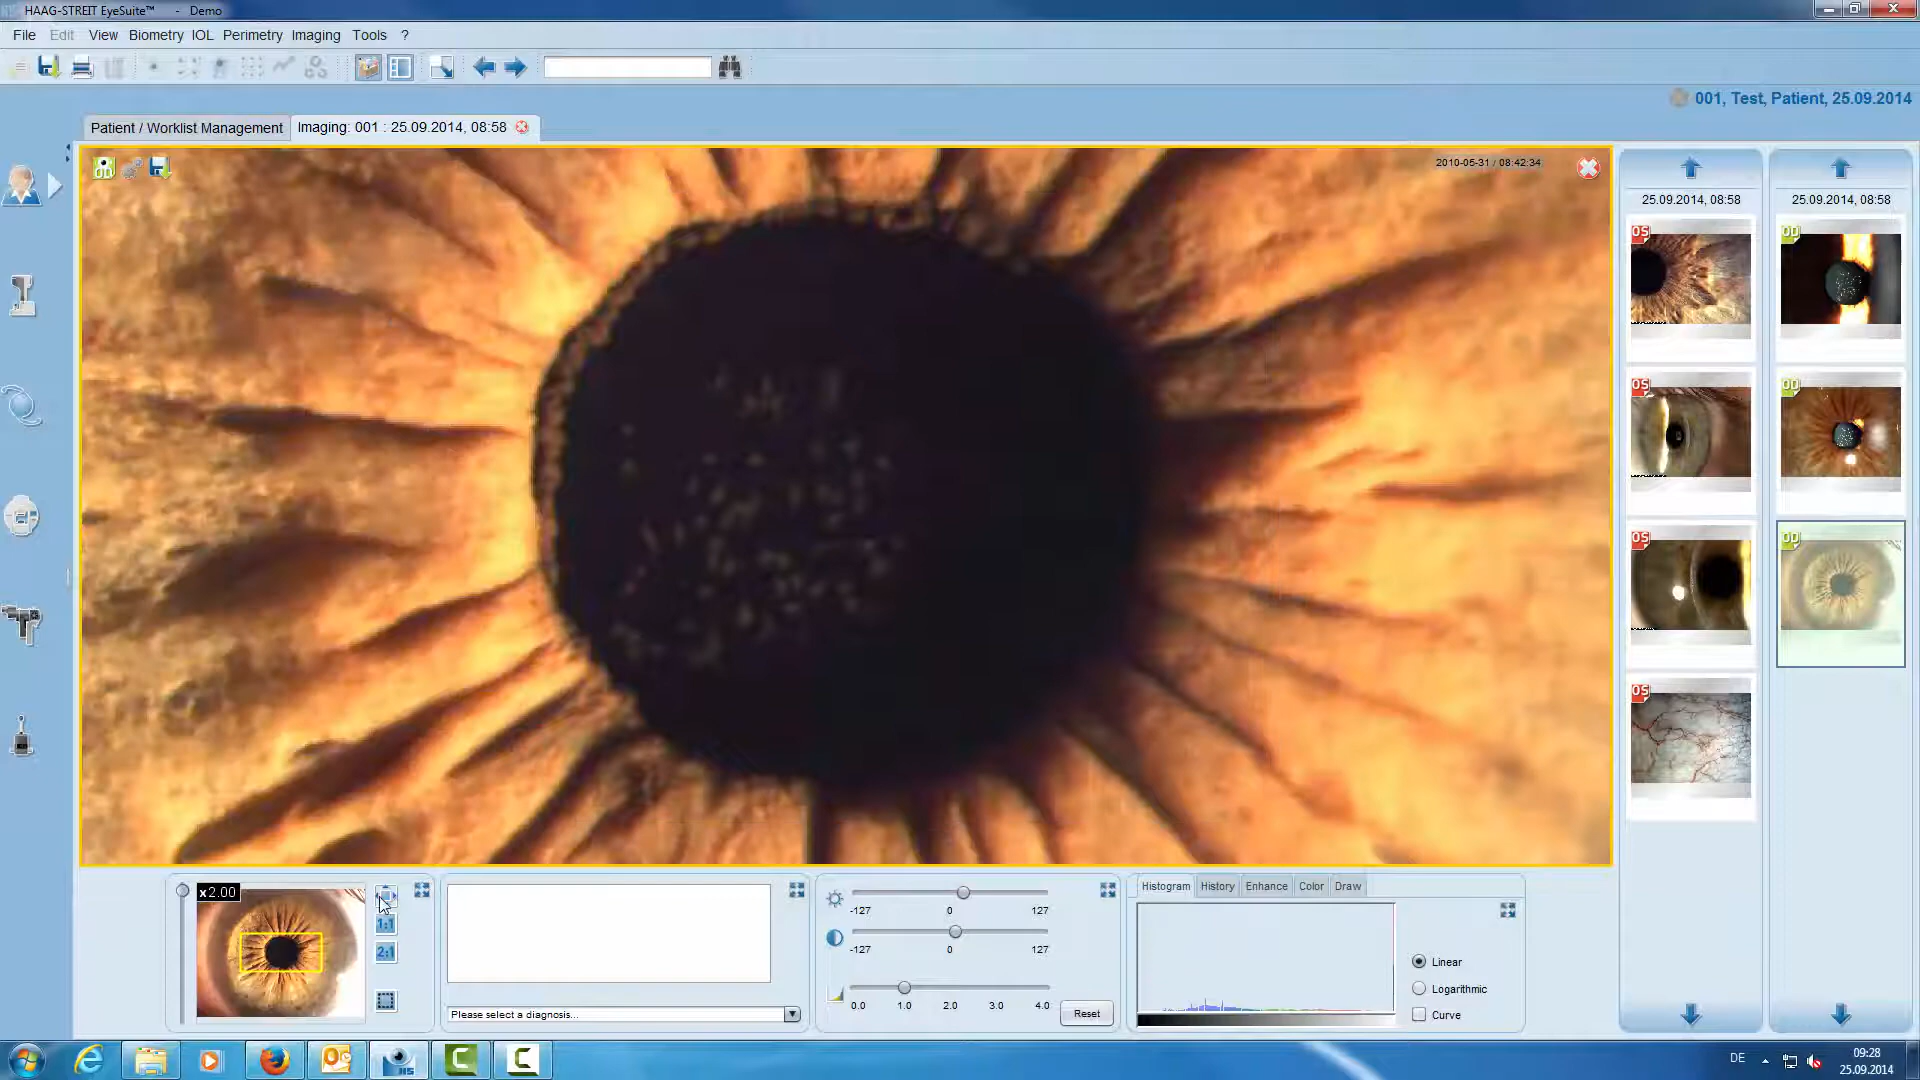 HAAG-STREIT EyeSuite™ - Demo
File Edit View Biometry IOL Perimetry Imaging Tools ?
001, Test, Patient, 25.09.2014
Patient / Worklist Management Imaging: 001 : 25.09.2014, 08:58
OD
2010-05-31 / 08:42:34
25.09.2014, 08:58 25.09.2014, 08:58
OS OD
OS OD
OS OD
OS
x2.00
1:1
2:1
Please select a diagnosis...
-127 0 127
-127 0 127
0.0 1.0 2.0 3.0 4.0
Reset
Histogram History Enhance Color Draw
Linear
Logarithmic
Curve
DE
09:28
25.09.2014